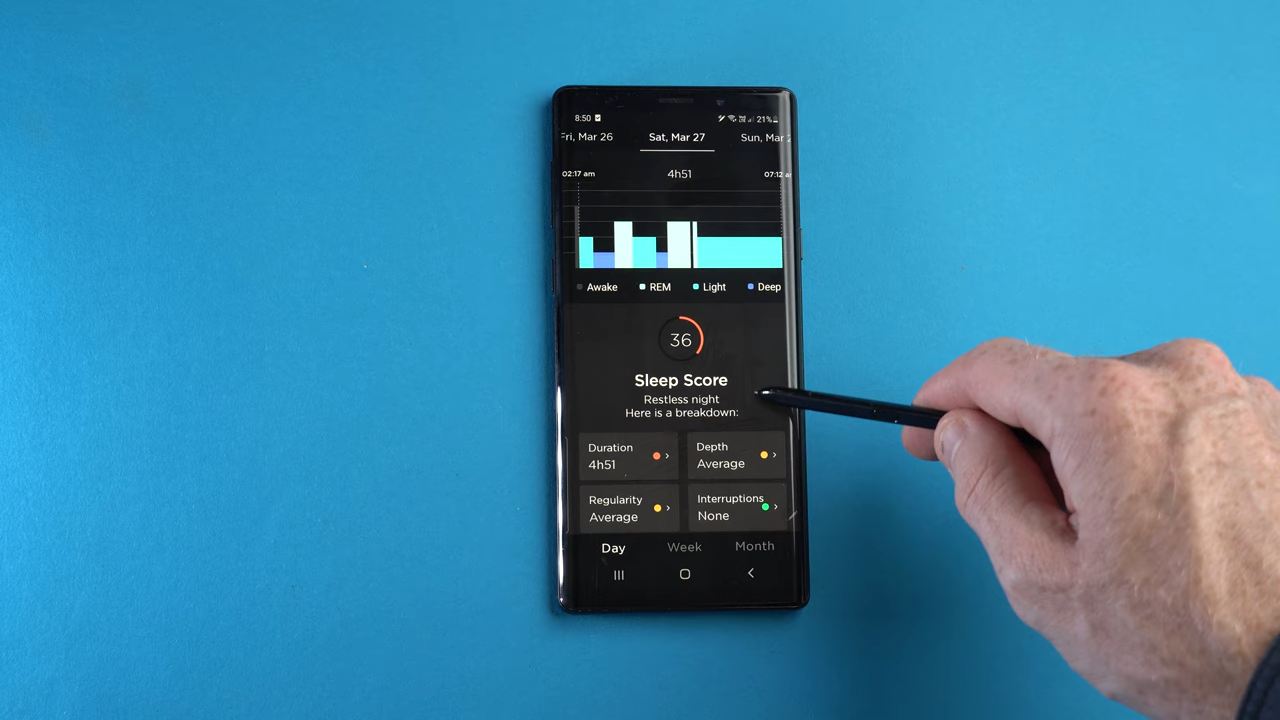 8:50 21%
Fri, Mar 26 Sat, Mar 27 Sun, Mar
02:17 am 4h51 07:12
Awake REM Light Deep
36
Sleep Score
Restless night
Here is a breakdown:
Duration Depth
4h51 Average
Regularity Interruptions
Average None
Day Week Month